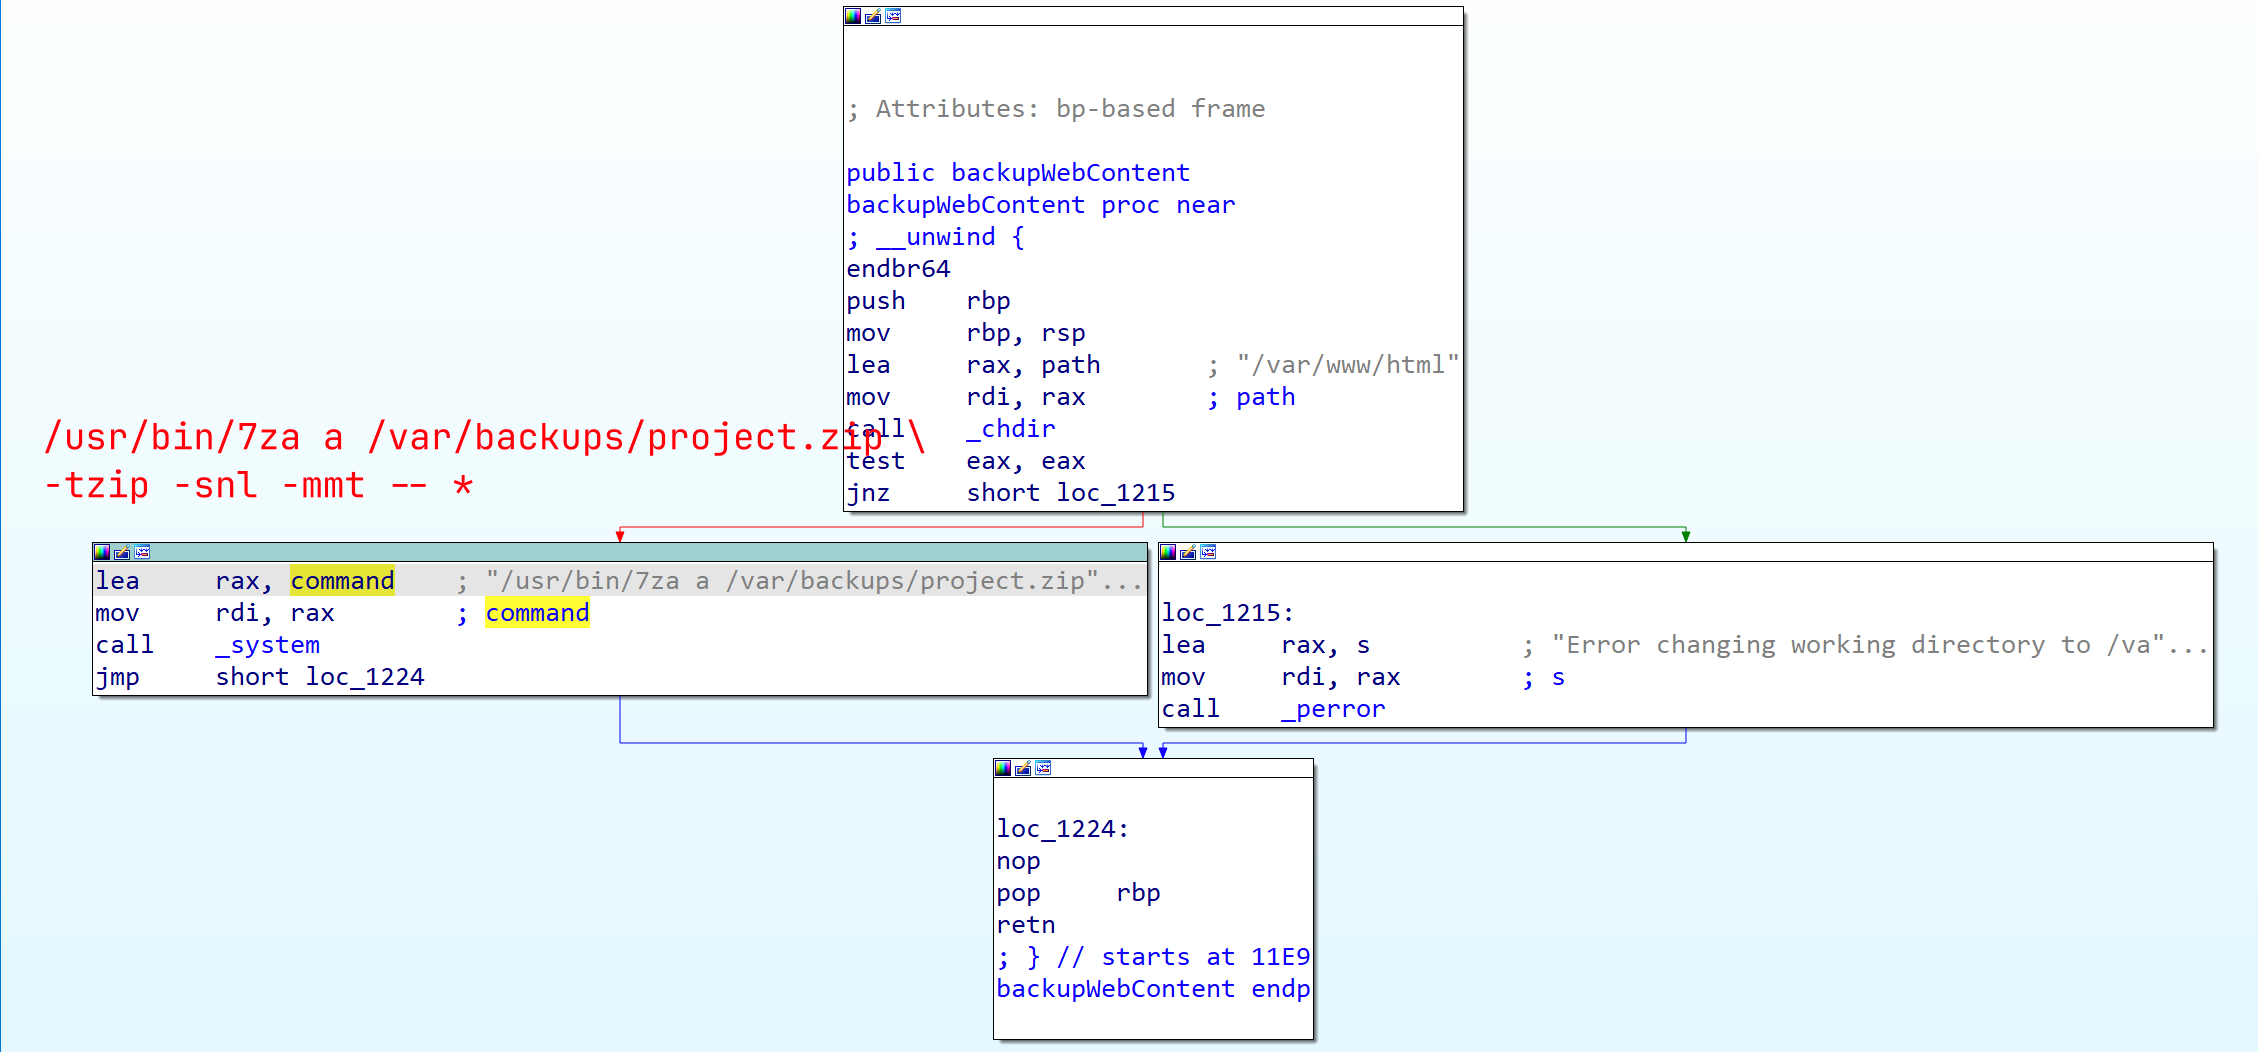 ; Attributes: bp-based frame
public backupWebContent
backupWebContent proc near
; __unwind {
endbr64
push    rbp
mov     rbp, rsp
lea     rax, path       ; "/var/www/html"
mov     rdi, rax        ; path
call    _chdir
test    eax, eax
jnz     short loc_1215
/usr/bin/7za a /var/backups/project.zip \
-tzip -snl -mmt -- *
lea     rax, command    ; "/usr/bin/7za a /var/backups/project.zip"...
mov     rdi, rax        ; command
call    _system
jmp     short loc_1224
loc_1215:
lea     rax, s          ; "Error changing working directory to /va"...
mov     rdi, rax        ; s
call    _perror
loc_1224:
nop
pop     rbp
retn
; } // starts at 11E9
backupWebContent endp